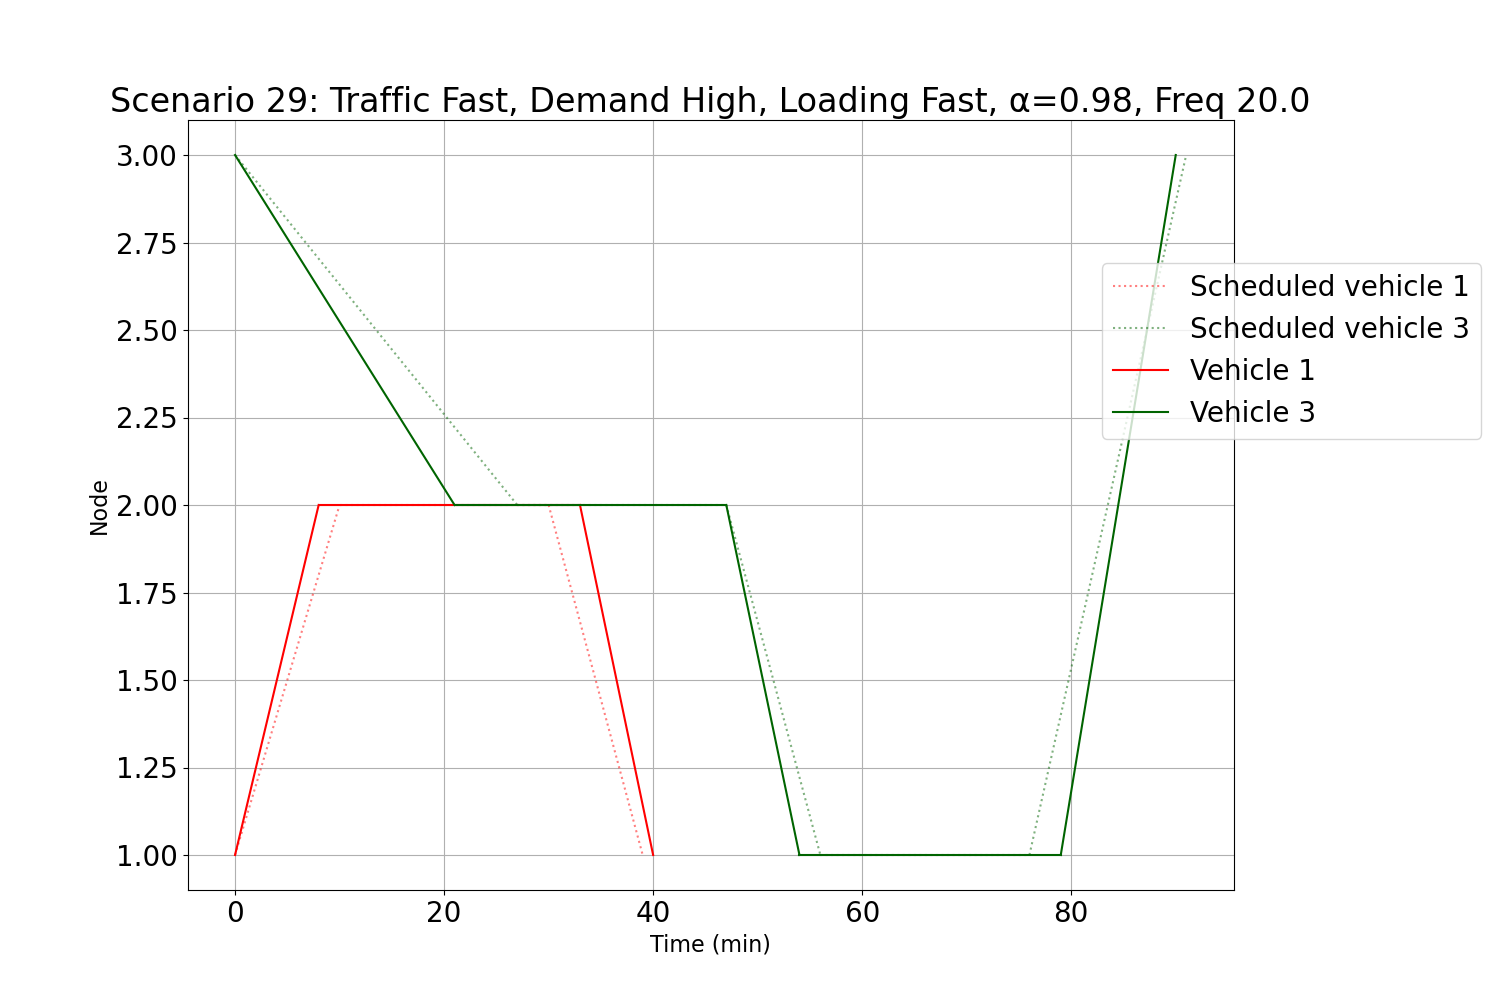 Scenario 29: Traffic Fast, Demand High, Loading Fast, α=0.98, Freq 20.0
3.00
2.75
2.50
2.25
2.00
1.75
1.50
1.25
1.00
Node
Scheduled vehicle 1
Scheduled vehicle 3
Vehicle 1
Vehicle 3
0 20 40 60 80
Time (min)